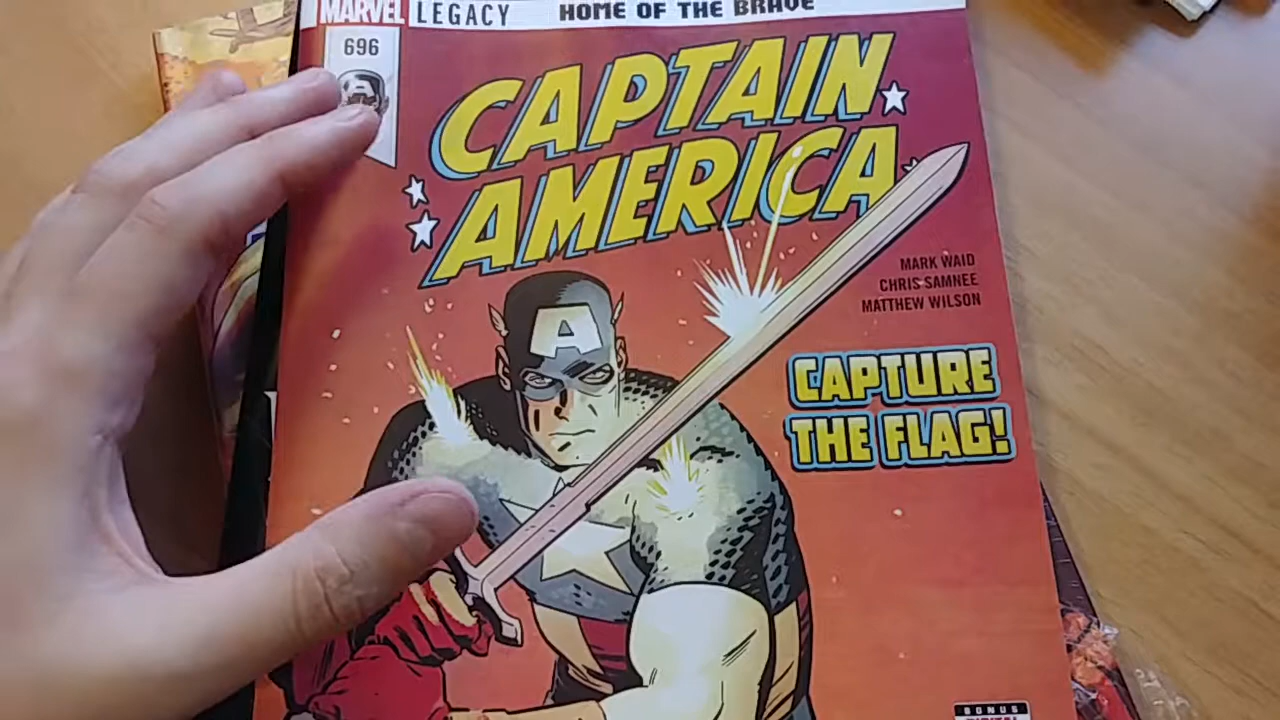 MARVEL LEGACY HOME OF THE BRAVE
696
CAPTAIN
AMERICA
MARK WAID
CHRIS SAMNEE
MATTHEW WILSON
A
CAPTURE
THE FLAG!
BONUS
DIGITAL